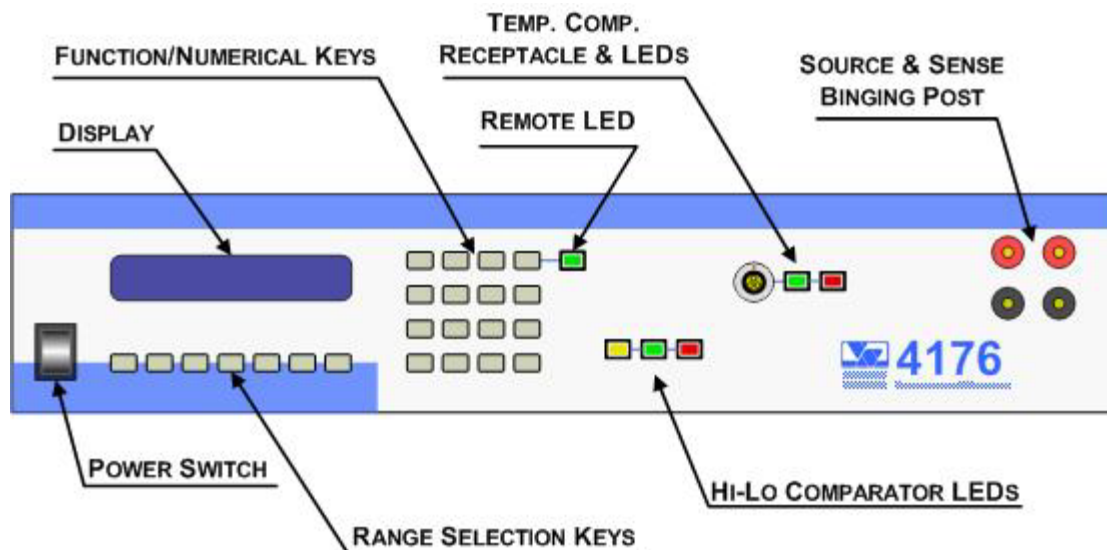 TEMP. COMP.
RECEPTACLE & LEDS
FUNCTION/NUMERICAL KEYS
SOURCE & SENSE
BINGING POST
REMOTE LED
DISPLAY
4176
POWER SWITCH
HI-LO COMPARATOR LEDS
RANGE SELECTION KEYS